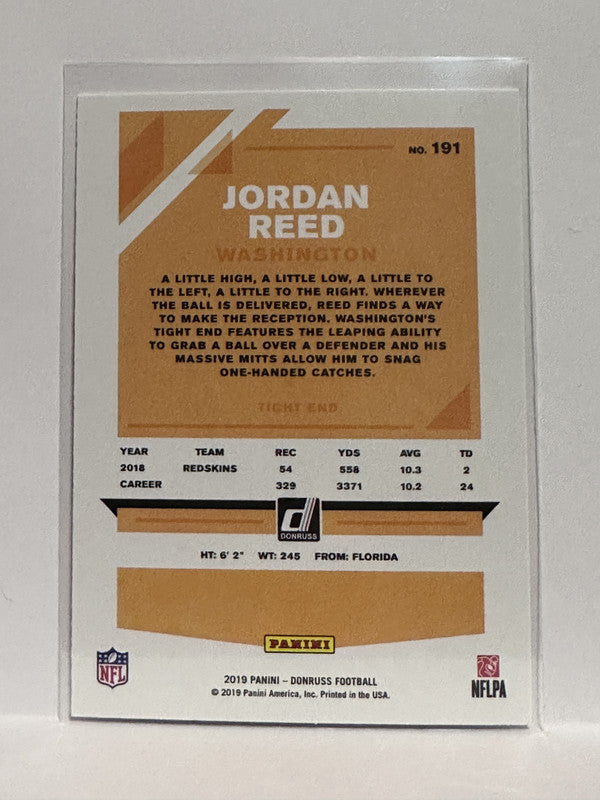 NO. 191
JORDAN
REED
WASHINGTON
A LITTLE HIGH, A LITTLE LOW, A LITTLE TO
THE LEFT, A LITTLE TO THE RIGHT. WHEREVER
THE BALL IS DELIVERED, REED FINDS A WAY
TO MAKE THE RECEPTION. WASHINGTON'S
TIGHT END FEATURES THE LEAPING ABILITY
TO GRAB A BALL OVER A DEFENDER AND HIS
MASSIVE MITTS ALLOW HIM TO SNAG
ONE-HANDED CATCHES.
TIGHT END
YEAR TEAM REC YDS AVG TD
2018 REDSKINS 54 558 10.3 2
CAREER 329 3371 10.2 24
d
DONRUSS
HT: 6' 2" WT: 245 FROM: FLORIDA
PANINI
NFL
2019 PANINI – DONRUSS FOOTBALL
© 2019 Panini America, Inc. Printed in the USA.
NFLPA